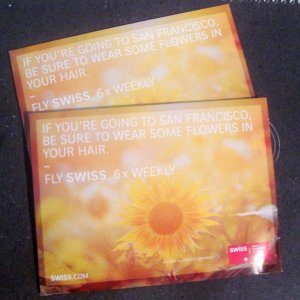 IF YOU'RE GOING TO SAN FRANCISCO,
BE SURE TO WEAR SOME FLOWERS IN
YOUR HAIR.
–
FLY SWISS, 6x WEEKLY
IF YOU'RE GOING TO SAN FRANCISCO,
BE SURE TO WEAR SOME FLOWERS IN
YOUR HAIR.
–
FLY SWISS, 6x WEEKLY
SWISS.COM
swiss